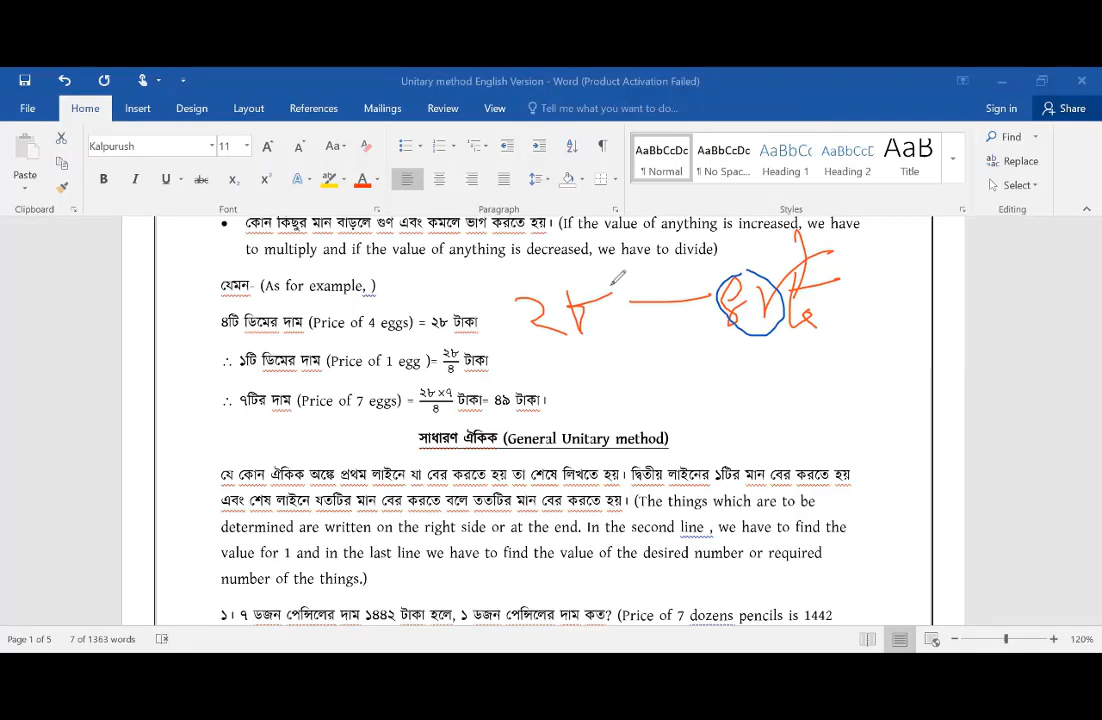 Unitary method English Version - Word (Product Activation Failed)
File Home Insert Design Layout References Mailings Review View Tell me what you want to do... Sign in Share
Paste
Kalpurush 11
AaBbCcDc AaBbCcDc AaBbCc AaBbCcD AaB
¶ Normal ¶ No Spac... Heading 1 Heading 2 Title
Find
Replace
Select
Clipboard Font Paragraph Styles Editing
• কোন কিছুর মান বাড়লে গুণ এবং কমলে ভাগ করতে হয়। (If the value of anything is increased, we have
to multiply and if the value of anything is decreased, we have to divide)
যেমন- (As for example, )
৪টি ডিমের দাম (Price of 4 eggs) = ২৮ টাকা
২৮
∴ ১টি ডিমের দাম (Price of 1 egg )= ২৮/৪ টাকা
∴ ৭টির দাম (Price of 7 eggs) = ২৮×৭/৪ টাকা= ৪৯ টাকা।
সাধারণ ঐকিক (General Unitary method)
যে কোন ঐকিক অঙ্কে প্রথম লাইনে যা বের করতে হয় তা শেষে লিখতে হয়। দ্বিতীয় লাইনের ১টির মান বের করতে হয়
এবং শেষ লাইনে যতটির মান বের করতে বলে ততটির মান বের করতে হয়। (The things which are to be
determined are written on the right side or at the end. In the second line , we have to find the
value for 1 and in the last line we have to find the value of the desired number or required
number of the things.)
১। ৭ ডজন পেন্সিলের দাম ১৪৪২ টাকা হলে, ১ ডজন পেন্সিলের দাম কত? (Price of 7 dozens pencils is 1442
Page 1 of 5 7 of 1363 words 120%